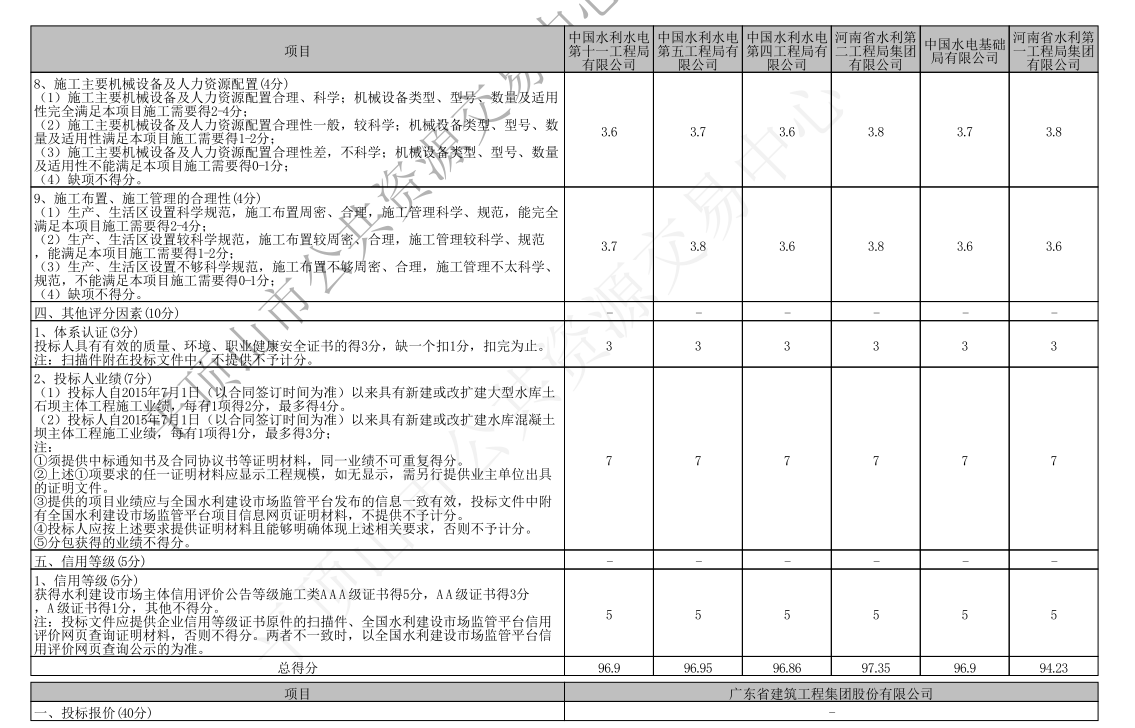 项目
中国水利水电第十一工程局有限公司
中国水利水电第五工程局有限公司
中国水利水电第四工程局有限公司
河南省水利第二工程局集团有限公司
中国水电基础局有限公司
河南省水利第一工程局集团有限公司
8、施工主要机械设备及人力资源配置(4分)
（1）施工主要机械设备及人力资源配置合理、科学；机械设备类型、型号、数量及适用
性完全满足本项目施工需要得2-4分；
（2）施工主要机械设备及人力资源配置合理性一般，较科学；机械设备类型、型号、数
量及适用性满足本项目施工需要得1-2分；
（3）施工主要机械设备及人力资源配置合理性差，不科学；机械设备类型、型号、数量
及适用性不能满足本项目施工需要得0-1分；
（4）缺项不得分。
3.6 3.7 3.6 3.8 3.7 3.8
9、施工布置、施工管理的合理性(4分)
（1）生产、生活区设置科学规范，施工布置周密、合理，施工管理科学、规范，能完全
满足本项目施工需要得2-4分；
（2）生产、生活区设置较科学规范，施工布置较周密、合理，施工管理较科学、规范
，能满足本项目施工需要得1-2分；
（3）生产、生活区设置不够科学规范，施工布置不够周密、合理，施工管理不太科学、
规范，不能满足本项目施工需要得0-1分；
（4）缺项不得分。
3.7 3.8 3.6 3.8 3.6 3.6
四、其他评分因素(10分)
– – – – – –
1、体系认证(3分)
投标人具有有效的质量、环境、职业健康安全证书的得3分，缺一个扣1分，扣完为止。
注：扫描件附在投标文件中，不提供不予计分。
3 3 3 3 3 3
2、投标人业绩(7分)
（1）投标人自2015年7月1日（以合同签订时间为准）以来具有新建或改扩建大型水库土
石坝主体工程施工业绩，每有1项得2分，最多得4分。
（2）投标人自2015年7月1日（以合同签订时间为准）以来具有新建或改扩建水库混凝土
坝主体工程施工业绩，每有1项得1分，最多得3分；
注：
①须提供中标通知书及合同协议书等证明材料，同一业绩不可重复得分。
②上述①项要求的任一证明材料应显示工程规模，如无显示，需另行提供业主单位出具
的证明文件。
③提供的项目业绩应与全国水利建设市场监管平台发布的信息一致有效，投标文件中附
有全国水利建设市场监管平台项目信息网页证明材料，不提供不予计分。
④投标人应按上述要求提供证明材料且能够明确体现上述相关要求，否则不予计分。
⑤分包获得的业绩不得分。
7 7 7 7 7 7
五、信用等级(5分)
– – – – – –
1、信用等级(5分)
获得水利建设市场主体信用评价公告等级施工类AAA级证书得5分，AA级证书得3分
，A级证书得1分，其他不得分。
注：投标文件应提供企业信用等级证书原件的扫描件、全国水利建设市场监管平台信用
评价网页查询证明材料，否则不得分。两者不一致时，以全国水利建设市场监管平台信
用评价网页查询公示的为准。
5 5 5 5 5 5
总得分 96.9 96.95 96.86 97.35 96.9 94.23
项目 广东省建筑工程集团股份有限公司
一、投标报价(40分) –
平顶山市公共资源交易中心
平顶山市公共资源交易中心